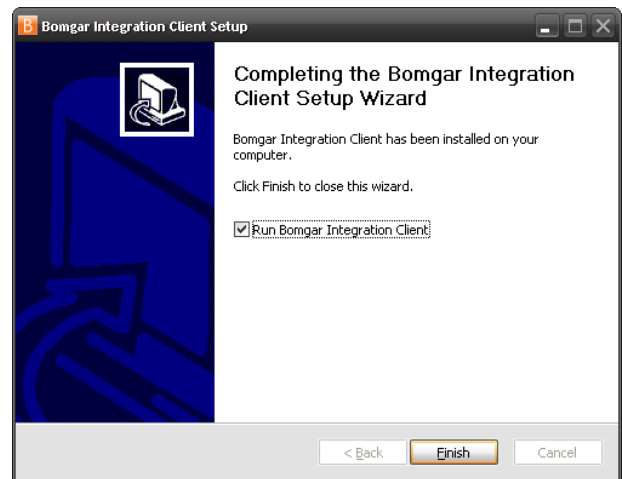 B Bomgar Integration Client Setup
Completing the Bomgar Integration
Client Setup Wizard
Bomgar Integration Client has been installed on your
computer.
Click Finish to close this wizard.
Run Bomgar Integration Client
< Back Finish Cancel